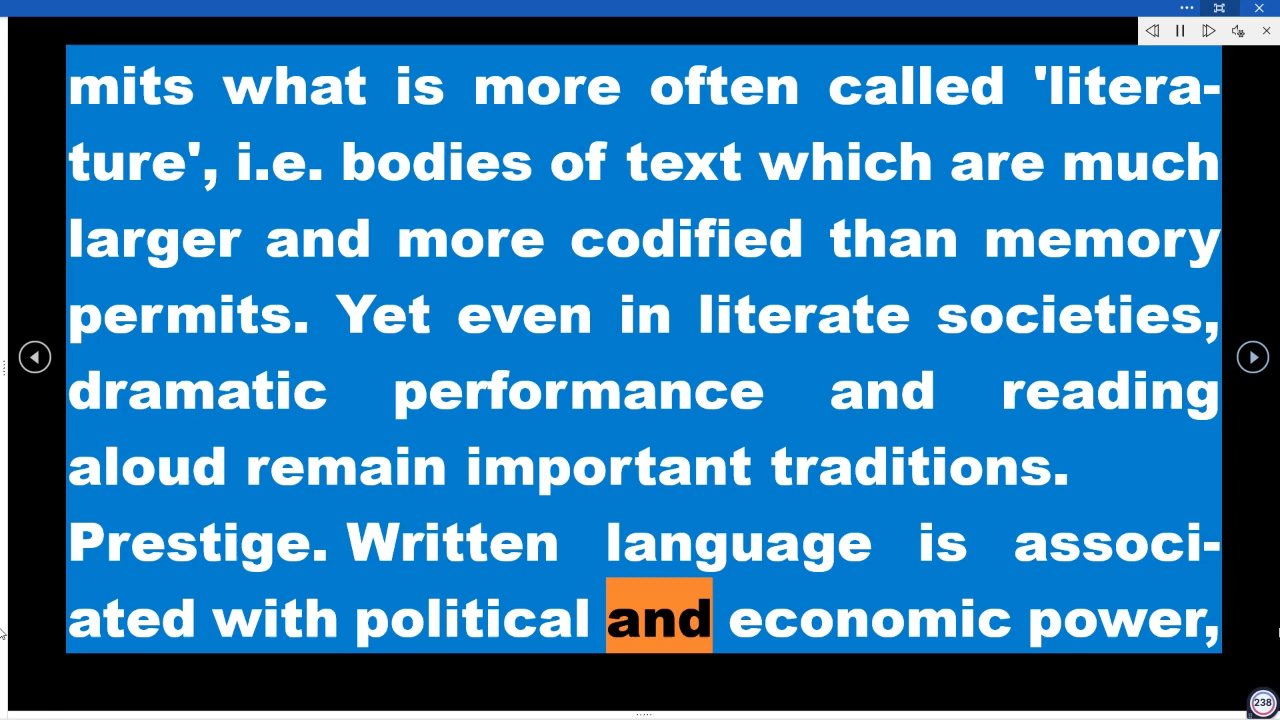 mits what is more often called 'litera-
ture', i.e. bodies of text which are much
larger and more codified than memory
permits. Yet even in literate societies,
dramatic performance and reading
aloud remain important traditions.
Prestige. Written language is associ-
ated with political and economic power,
238